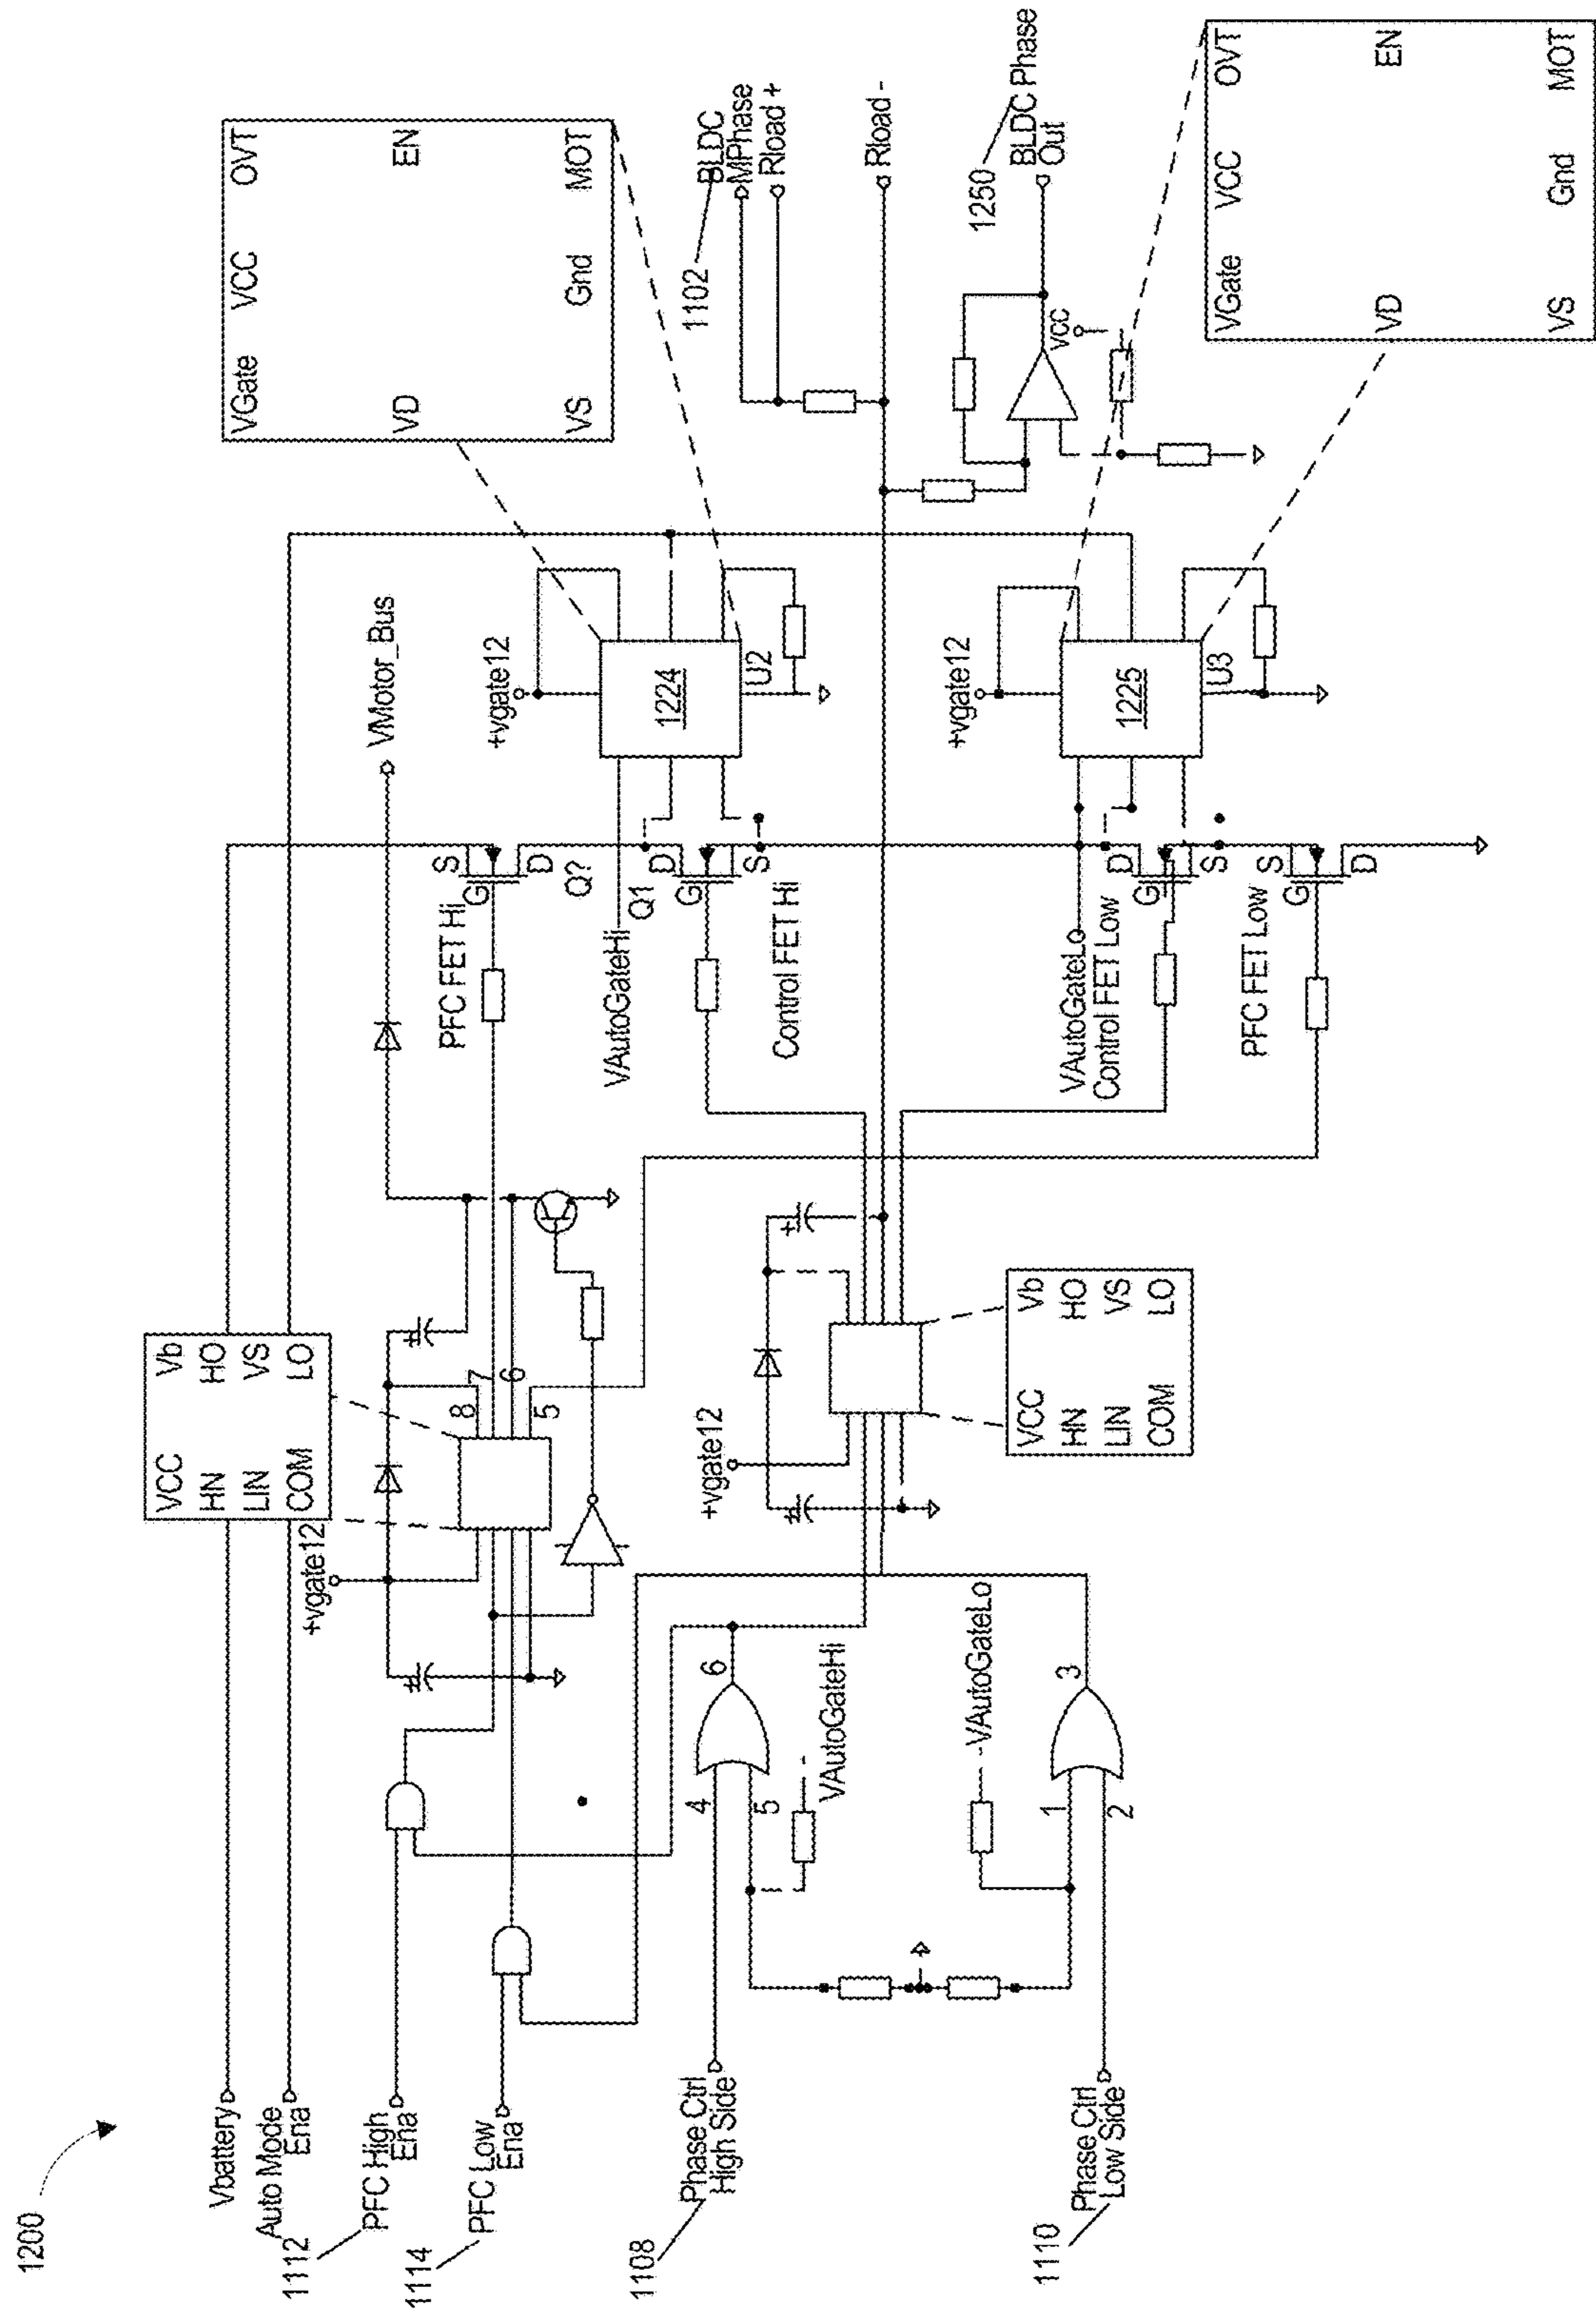 1200
Vbattery
Auto Mode
Ena
1112
PFC High
Ena
1114
PFC Low
Ena
1108
Phase Ctrl
High Side
1110
Phase Ctrl
Low Side
VCC
HN
LIN
COM
Vb
HO
VS
LO
+vgate12
8
7
6
5
4
5
6
VAutoGateHi
VAutoGateLo
1
2
3
+vgate12
VCC
HN
LIN
COM
Vb
HO
VS
LO
VMotor_Bus
PFC FET Hi
S
G
D
Q?
VAutoGateHi
Q1
D
G
S
Control FET Hi
VAutoGateLo
Control FET Low
D
G
S
PFC FET Low
S
G
D
+vgate12
1224
U2
+vgate12
1225
U3
VGate
VCC
OVT
VD
EN
VS
Gnd
MOT
1102
BLDC
MPhase
Rload +
Rload -
1250
BLDC Phase
Out
VCC
VGate
VCC
OVT
VD
EN
VS
Gnd
MOT